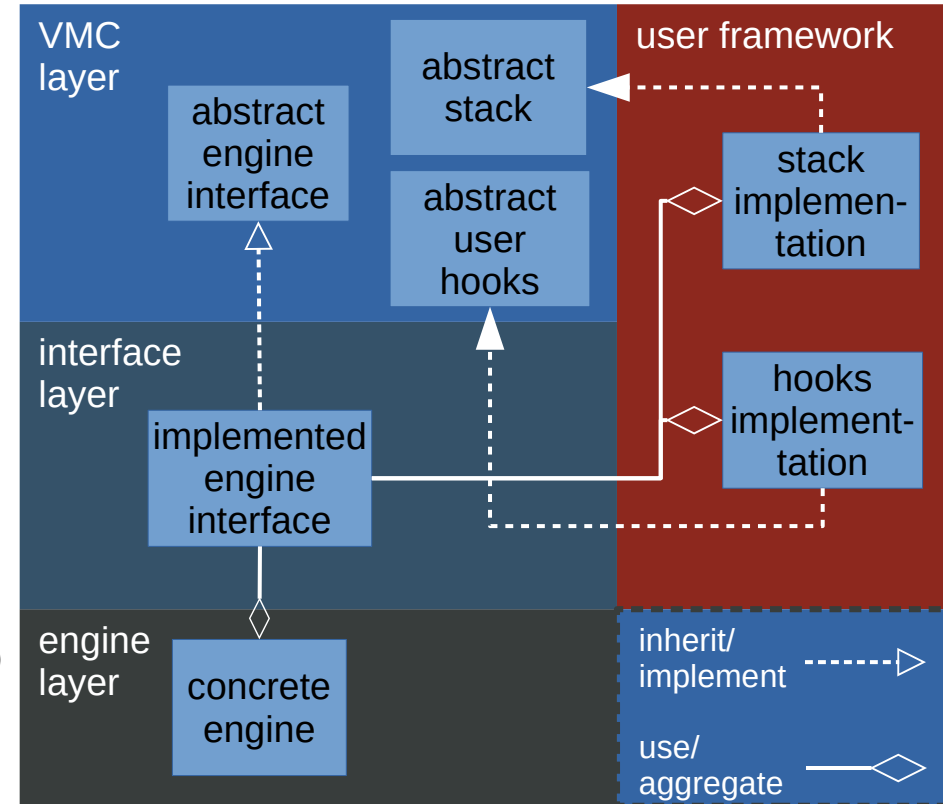 VMC
layer
abstract
engine
interface
abstract
stack
abstract
user
hooks
user framework
stack
implemen-
tation
hooks
implement-
tation
interface
layer
implemented
engine
interface
engine
layer
concrete
engine
inherit/
implement
use/
aggregate
)